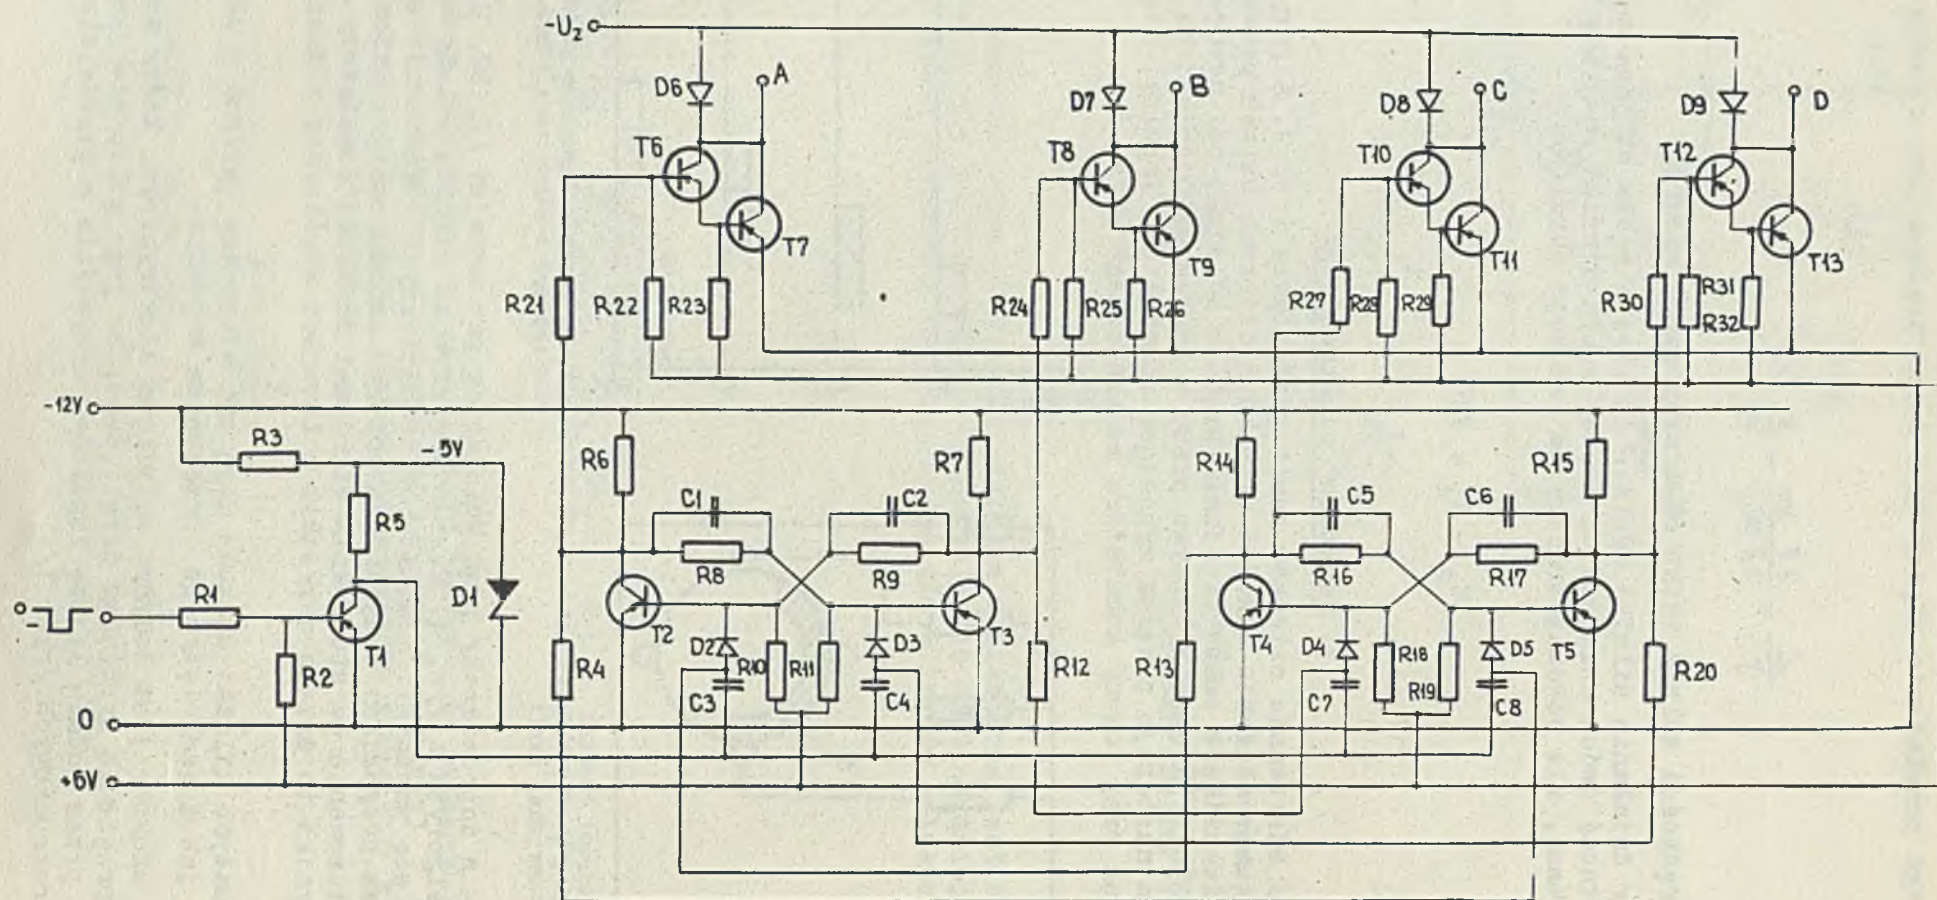 -U₂
D6 A D7 B D8 C D9 D
T6 T8 T10 T12
T7 T9 T11 T13
R21 R22 R23 R24 R25 R26 R27 R28 R29 R30 R31
R32
-12V
R3 -5V R6 R7 R14 R15
R5 C1 C2 C5 C6
R8 R9 R16 R17
R1 D1
T1 T2 T3 T4 T5
R2 R4 D2 R10 R11 D3 R12 R13 D4 R18 D5 R20
C3 C4 C7 R19 C8
0
-
0
+6V